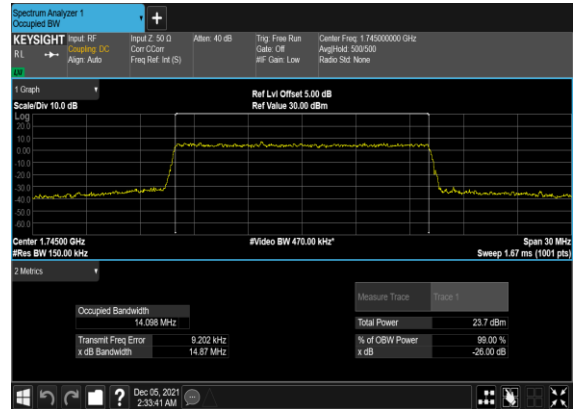 Spectrum Analyzer 1
Occupied BW
+
KEYSIGHT Input: RF Input Z: 50 Ω Atten: 40 dB Trig: Free Run Center Freq: 1.745000000 GHz
RL Coupling: DC Corr CCorr Gate: Off Avg|Hold: 500/500
Align: Auto Freq Ref: Int (S) #IF Gain: Low Radio Std: None
LW
1 Graph
Ref Lvl Offset 5.00 dB
Scale/Div 10.0 dB Ref Value 30.00 dBm
Log
20.0
10.0
0.00
-10.0
-20.0
-30.0
-40.0
-50.0
-60.0
Center 1.74500 GHz #Video BW 470.00 kHz* Span 30 MHz
#Res BW 150.00 kHz Sweep 1.67 ms (1001 pts)
2 Metrics
Measure Trace Trace 1
Occupied Bandwidth
14.098 MHz Total Power 23.7 dBm
Transmit Freq Error 9.202 kHz % of OBW Power 99.00 %
x dB Bandwidth 14.87 MHz x dB -26.00 dB
? Dec 05, 2021
2:33:41 AM